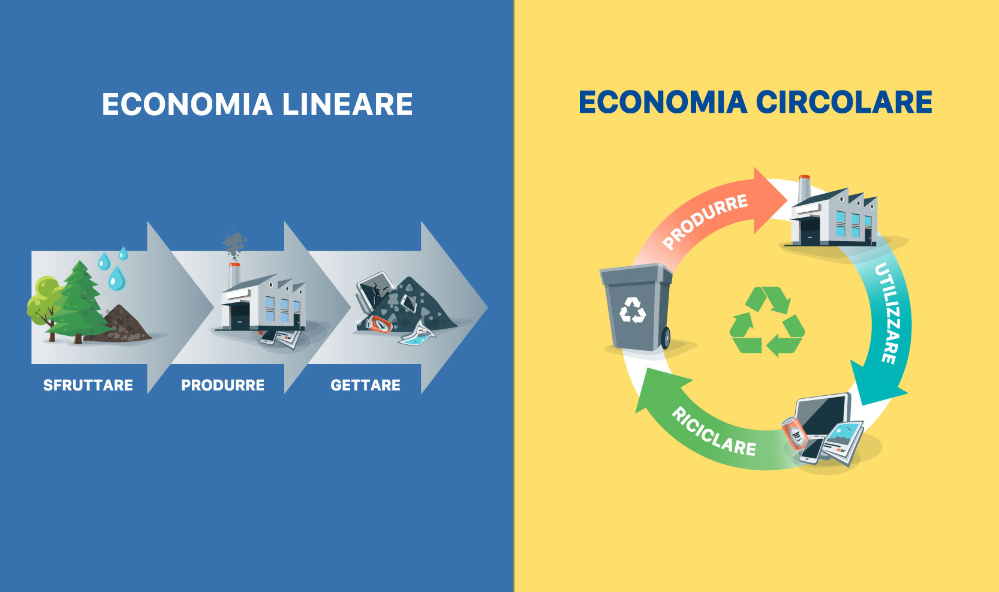 ECONOMIA LINEARE
SFRUTTARE
PRODURRE
GETTARE
ECONOMIA CIRCOLARE
PRODURRE
UTILIZZARE
RICICLARE